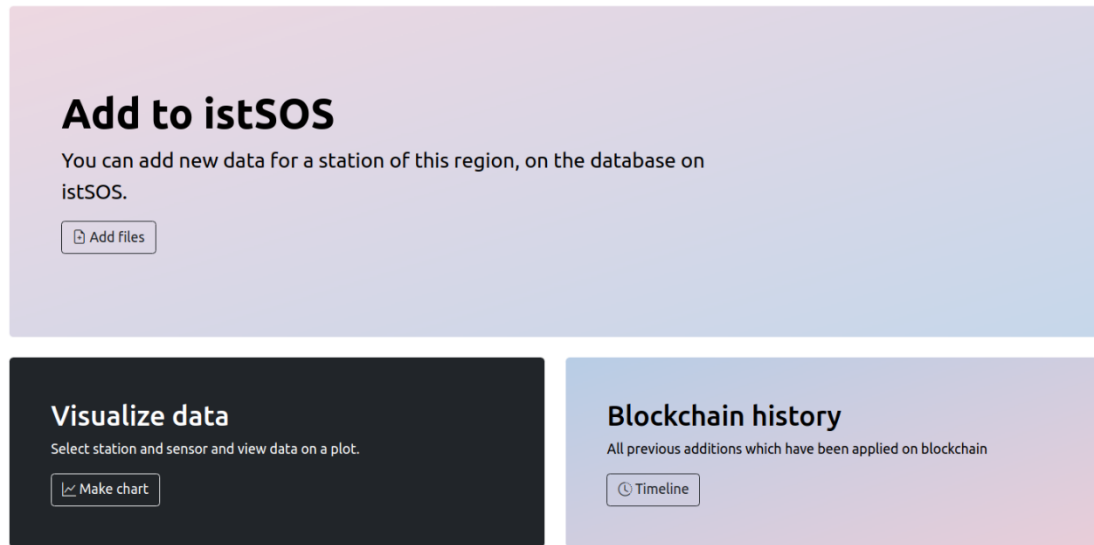 Add to istSOS
You can add new data for a station of this region, on the database on
istSOS.
Add files
Visualize data
Select station and sensor and view data on a plot.
Make chart
Blockchain history
All previous additions which have been applied on blockchain
Timeline